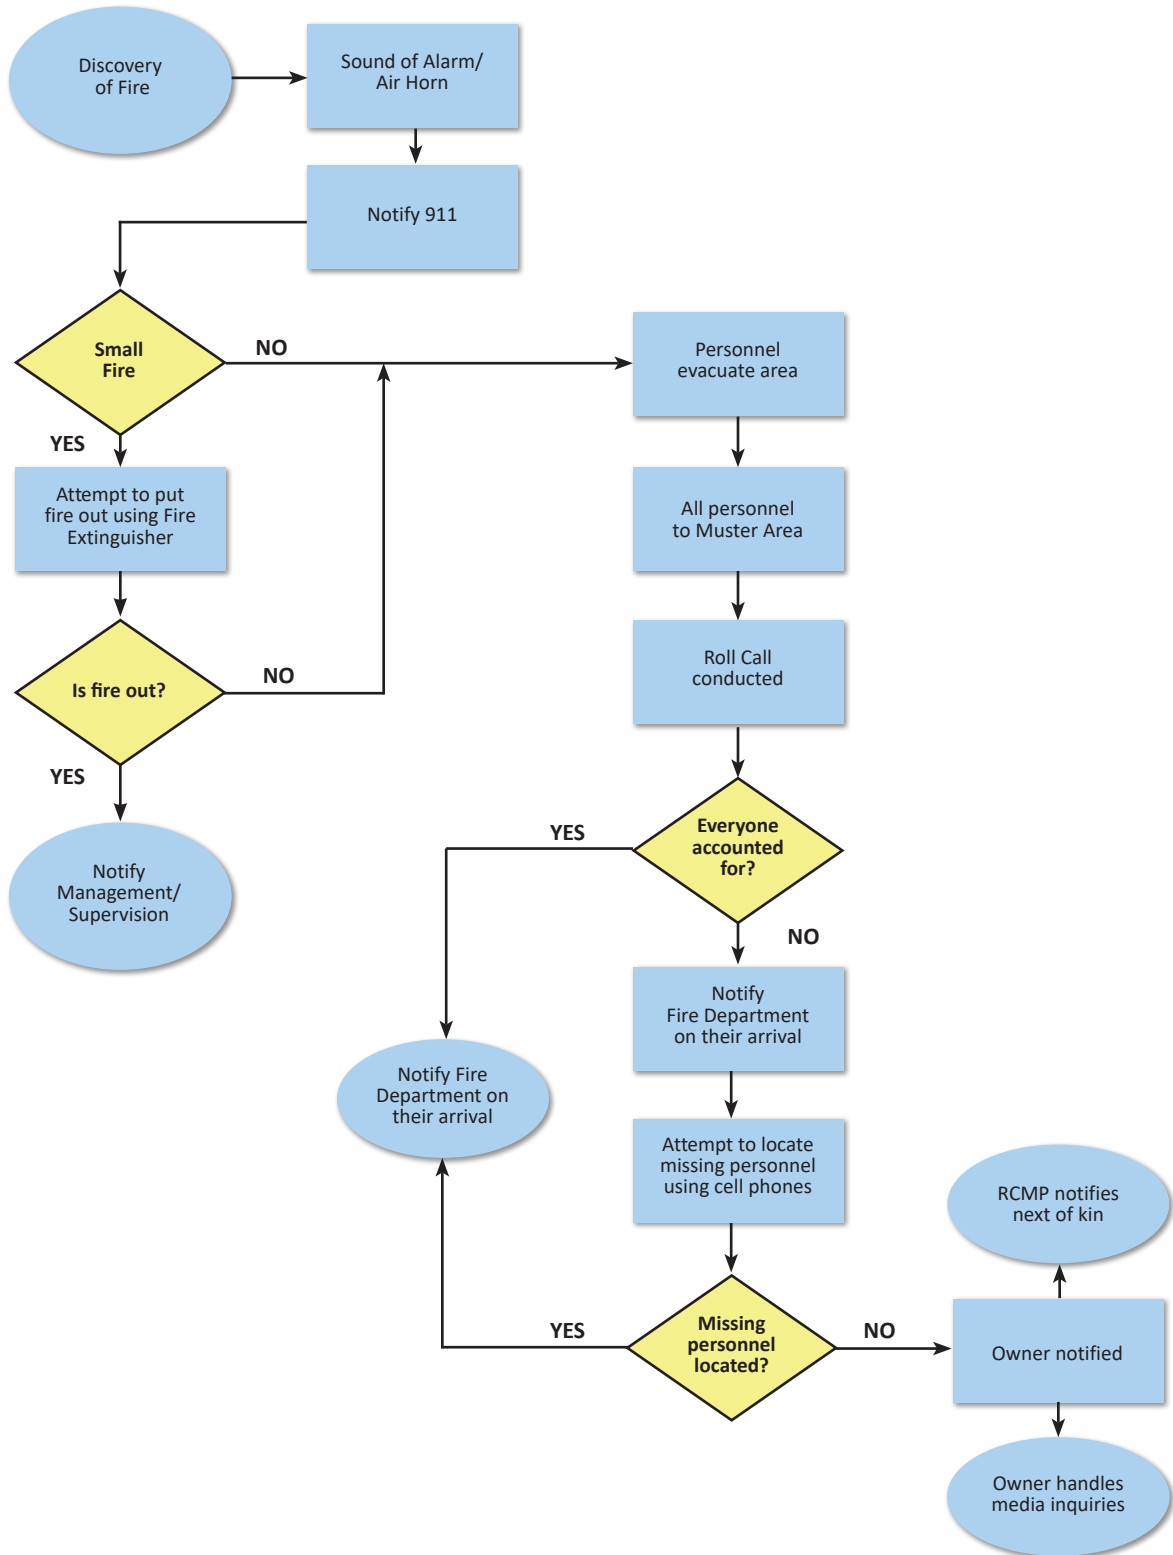 Discovery
of Fire
Sound of Alarm/
Air Horn
Notify 911
Small
Fire
NO
YES
Personnel
evacuate area
Attempt to put
fire out using Fire
Extinguisher
All personnel
to Muster Area
Is fire out?
NO
YES
Roll Call
conducted
Notify
Management/
Supervision
Everyone
accounted
for?
YES
NO
Notify
Fire Department
on their arrival
Notify Fire
Department on
their arrival
Attempt to locate
missing personnel
using cell phones
Missing
personnel
located?
YES
NO
RCMP notifies
next of kin
Owner notified
Owner handles
media inquiries